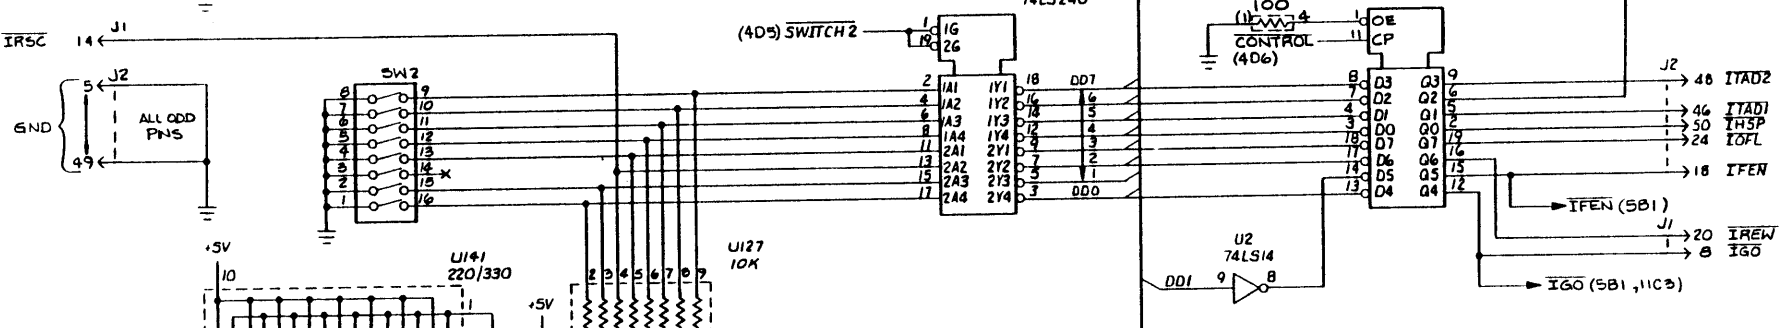 74LS240
100
J1
IRSC 14
(4D5) SWITCH 2
1 1G
19 2G
(1) 4
1 OE
CONTROL 11 CP
(4D6)
J2
5
ALL ODD
PNS
GND
49
SW2
8 9
7 10
6 11
5 12
4 13
3 14
2 15
1 16
2 1A1 1Y1 18 DD7
4 1A2 1Y2 16 6
6 1A3 1Y3 14 5
8 1A4 1Y4 12 4
11 2A1 2Y1 9 3
13 2A2 2Y2 7 2
15 2A3 2Y3 5 1
17 2A4 2Y4 3 DD0
8 D3 Q3 9
7 D2 Q2 6
4 D1 Q1 5
3 D0 Q0 2
18 D7 Q7 19
17 D6 Q6 16
14 D5 Q5 15
13 D4 Q4 12
J2
48 ITAD2
46 ITAD1
50 IHSP
24 IOFL
18 IFEN
IFEN (5B1)
J1
20 IREW
8 IGO
IGO (5B1, 11C3)
U2
74LS14
DD1 9 8
+5V
10
U141
220/330
1
+5V
U127
10K
2 3 4 5 6 7 8 9